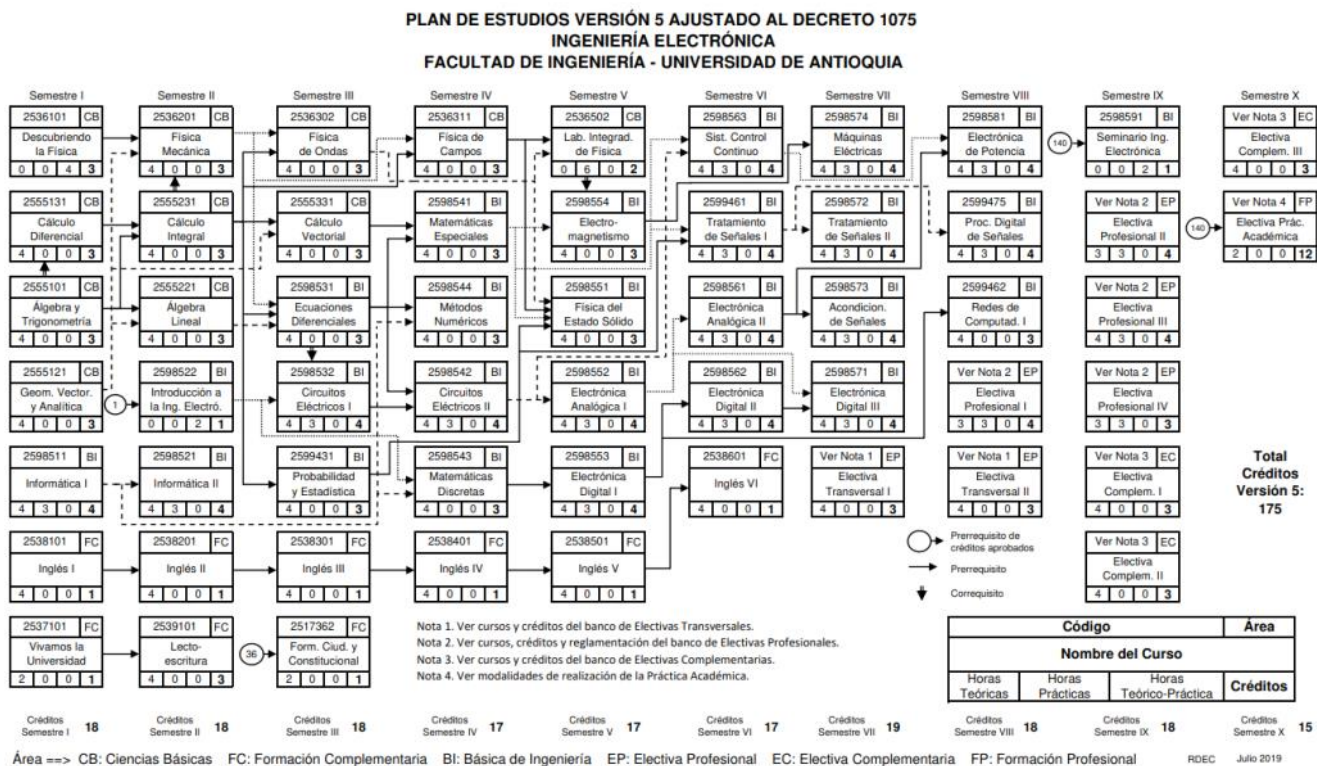 PLAN DE ESTUDIOS VERSIÓN 5 AJUSTADO AL DECRETO 1075
INGENIERÍA ELECTRÓNICA
FACULTAD DE INGENIERÍA - UNIVERSIDAD DE ANTIOQUIA
Semestre I Semestre II Semestre III Semestre IV Semestre V Semestre VI Semestre VII Semestre VIII Semestre IX Semestre X
2536101 CB 2536201 CB 2536302 CB 2536311 CB 2536502 CB 2598563 BI 2598574 BI 2598581 BI 2598591 BI Ver Nota 3 EC
Descubriendo Física Física Física de Lab. Integrad. Sist. Control Máquinas Electrónica 140 Seminario Ing. Electiva
la Física Mecánica de Ondas Campos de Física Continuo Eléctricas de Potencia Electrónica Complem. III
0 0 4 3 4 0 0 3 4 0 0 3 4 0 0 3 0 6 0 2 4 3 0 4 4 3 0 4 4 3 0 4 0 0 2 1 4 0 0 3
2555131 CB 2555231 CB 2555331 CB 2598541 BI 2598554 BI 2599461 BI 2598572 BI 2599475 BI Ver Nota 2 EP Ver Nota 4 FP
Cálculo Cálculo Cálculo Matemáticas Electro- Tratamiento Tratamiento Proc. Digital Electiva 140 Electiva Prác.
Diferencial Integral Vectorial Especiales magnetismo de Señales I de Señales II de Señales Profesional II Académica
4 0 0 3 4 0 0 3 4 0 0 3 4 0 0 3 4 0 0 3 4 3 0 4 4 3 0 4 4 3 0 4 3 3 0 4 2 0 0 12
2555101 CB 2555221 CB 2598531 BI 2598544 BI 2598551 BI 2598561 BI 2598573 BI 2599462 BI Ver Nota 2 EP
Álgebra y Álgebra Ecuaciones Métodos Física del Electrónica Acondicion. Redes de Electiva
Trigonometría Lineal Diferenciales Numéricos Estado Sólido Analógica II de Señales Computad. I Profesional III
4 0 0 3 4 0 0 3 4 0 0 3 4 0 0 3 4 0 0 3 4 3 0 4 4 3 0 4 4 0 0 3 3 3 0 4
2555121 CB 2598522 BI 2598532 BI 2598542 BI 2598552 BI 2598562 BI 2598571 BI Ver Nota 2 EP Ver Nota 2 EP
Geom. Vector. 1 Introducción a Circuitos Circuitos Electrónica Electrónica Electrónica Electiva Electiva
y Analítica la Ing. Electró. Eléctricos I Eléctricos II Analógica I Digital II Digital III Profesional I Profesional IV
4 0 0 3 0 0 2 1 4 3 0 4 4 3 0 4 4 3 0 4 4 3 0 4 4 3 0 4 3 3 0 4 3 3 0 3
2598511 BI 2598521 BI 2599431 BI 2598543 BI 2598553 BI 2538601 FC Ver Nota 1 EP Ver Nota 1 EP Ver Nota 3 EC
Informática I Informática II Probabilidad y Estadística Matemáticas Discretas Electrónica Digital I Inglés VI Electiva Transversal I Electiva Transversal II Electiva Complem. I
4 3 0 4 4 3 0 4 4 0 0 3 4 0 0 3 4 3 0 4 4 0 0 1 4 0 0 3 4 0 0 3 4 0 0 3
Total
Créditos
Versión 5:
175
2538101 FC 2538201 FC 2538301 FC 2538401 FC 2538501 FC Ver Nota 3 EC
Inglés I Inglés II Inglés III Inglés IV Inglés V Electiva Complem. II
4 0 0 1 4 0 0 1 4 0 0 1 4 0 0 1 4 0 0 1 4 0 0 3
Prerrequisito de
créditos aprobados
Prerrequisito
Correquisito
2537101 FC 2539101 FC 2517362 FC
Vivamos la Lecto- 36 Form. Ciud. y
Universidad escritura Constitucional
2 0 0 1 4 0 0 3 2 0 0 1
Nota 1. Ver cursos y créditos del banco de Electivas Transversales.
Nota 2. Ver cursos, créditos y reglamentación del banco de Electivas Profesionales.
Nota 3. Ver cursos y créditos del banco de Electivas Complementarias.
Nota 4. Ver modalidades de realización de la Práctica Académica.
Código Área
Nombre del Curso
Horas Horas Horas Créditos
Teóricas Prácticas Teórico-Práctica
Créditos Semestre I 18 Créditos Semestre II 18 Créditos Semestre III 18 Créditos Semestre IV 17 Créditos Semestre V 17 Créditos Semestre VI 17 Créditos Semestre VII 19 Créditos Semestre VIII 18 Créditos Semestre IX 18 Créditos Semestre X 15
Área ==> CB: Ciencias Básicas FC: Formación Complementaria BI: Básica de Ingeniería EP: Electiva Profesional EC: Electiva Complementaria FP: Formación Profesional RDEC Julio 2019